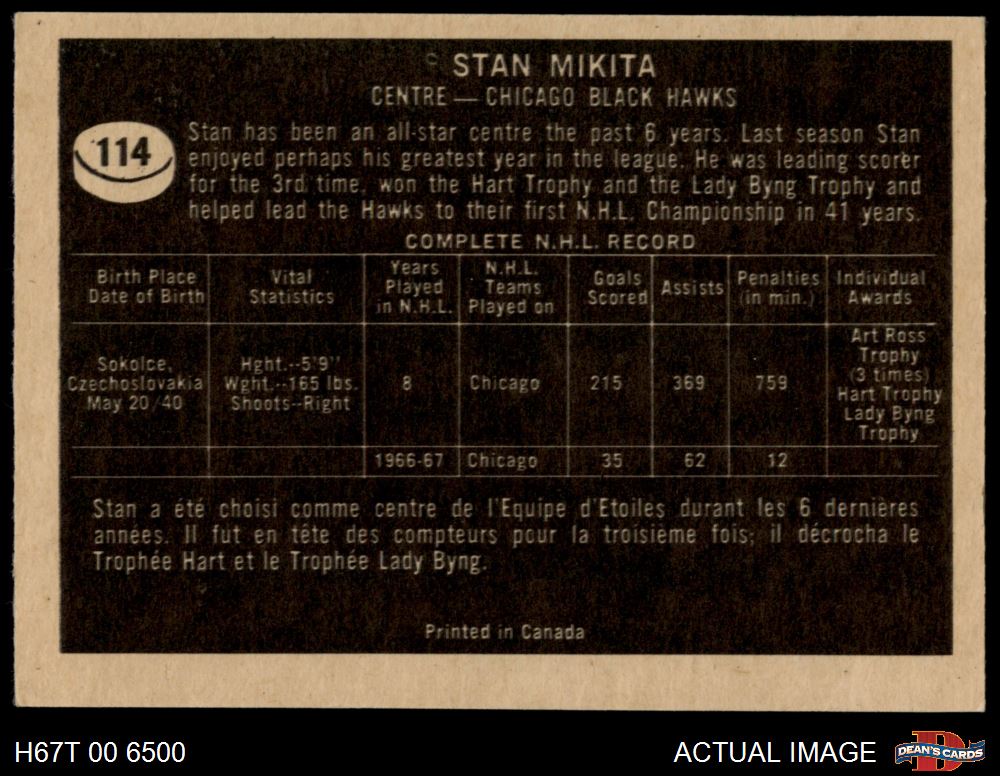 STAN MIKITA
CENTRE — CHICAGO BLACK HAWKS
114
Stan has been an all-star centre the past 6 years. Last season Stan
enjoyed perhaps his greatest year in the league. He was leading scorer
for the 3rd time, won the Hart Trophy and the Lady Byng Trophy and
helped lead the Hawks to their first N.H.L. Championship in 41 years.
COMPLETE N.H.L. RECORD
Birth Place
Date of Birth
Vital
Statistics
Years
Played
in N.H.L.
N.H.L.
Teams
Played on
Goals
Scored
Assists
Penalties
(in min.)
Individual
Awards
Sokolce,
Czechoslovakia
May 20/40
Hght.--5'9"
Wght.--165 lbs.
Shoots--Right
8
Chicago
215
369
759
Art Ross
Trophy
(3 times)
Hart Trophy
Lady Byng
Trophy
1966-67
Chicago
35
62
12
Stan a été choisi comme centre de l'Equipe d'Etoiles durant les 6 dernières
années. Il fut en tête des compteurs pour la troisième fois; il décrocha le
Trophée Hart et le Trophée Lady Byng.
Printed in Canada
H67T 00 6500
ACTUAL IMAGE
D
DEAN'S CARDS